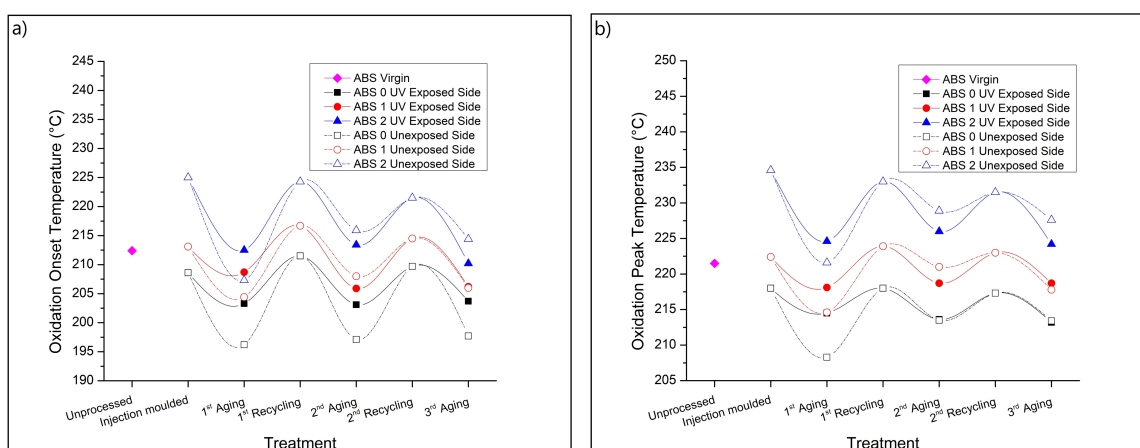 a)
245
240
235
230
225
220
215
210
205
200
195
190
Oxidation Onset Temperature (°C)
ABS Virgin
ABS 0 UV Exposed Side
ABS 1 UV Exposed Side
ABS 2 UV Exposed Side
ABS 0 Unexposed Side
ABS 1 Unexposed Side
ABS 2 Unexposed Side
Unprocessed
Injection moulded
1st Aging
1st Recycling
2nd Aging
2nd Recycling
3rd Aging
Treatment
b)
250
245
240
235
230
225
220
215
210
205
Oxidation Peak Temperature (°C)
ABS Virgin
ABS 0 UV Exposed Side
ABS 1 UV Exposed Side
ABS 2 UV Exposed Side
ABS 0 Unexposed Side
ABS 1 Unexposed Side
ABS 2 Unexposed Side
Unprocessed
Injection moulded
1st Aging
1st Recycling
2nd Aging
2nd Recycling
3rd Aging
Treatment